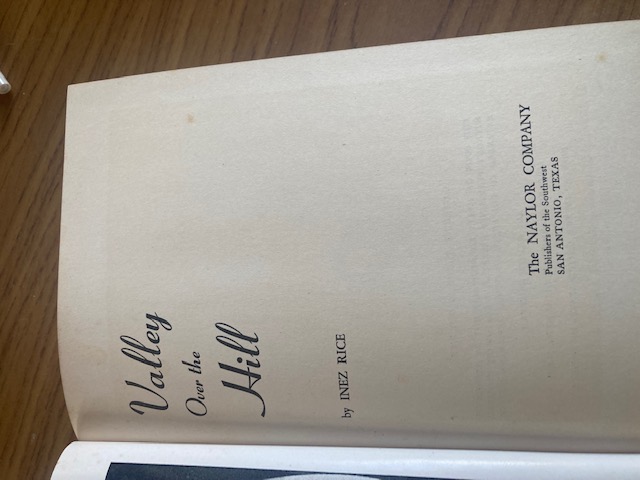 Valley
Over the
Hill
by INEZ RICE
The NAYLOR COMPANY
Publishers of the Southwest
SAN ANTONIO, TEXAS